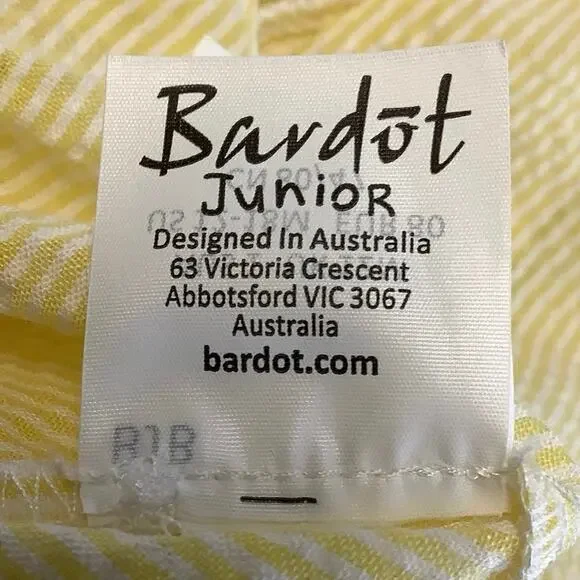 Bardōt
Junior
Designed In Australia
63 Victoria Crescent
Abbotsford VIC 3067
Australia
bardot.com